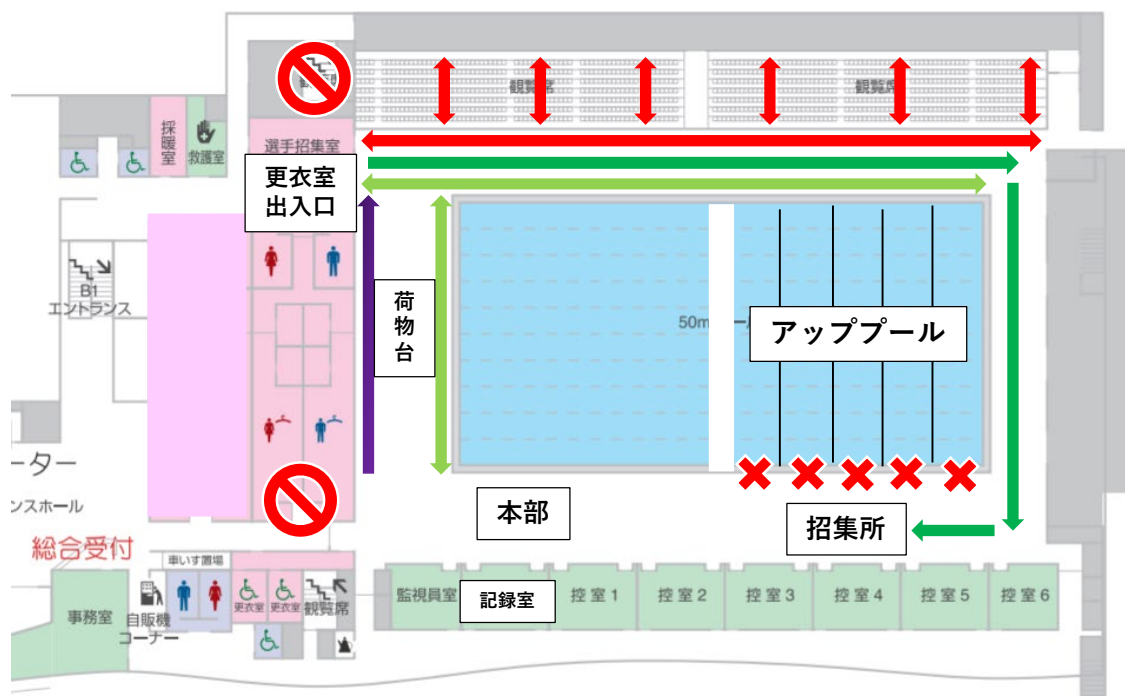 観覧席
観覧席
採暖室
救護室
選手招集室
更衣室
出入口
B1
エントランス
荷物台
50m
アッププール
ーター
ンスホール
本部
招集所
総合受付
車いす置場
事務室
自販機
コーナー
更衣室
更衣室
観覧席
監視員室
記録室
控室1
控室2
控室3
控室4
控室5
控室6